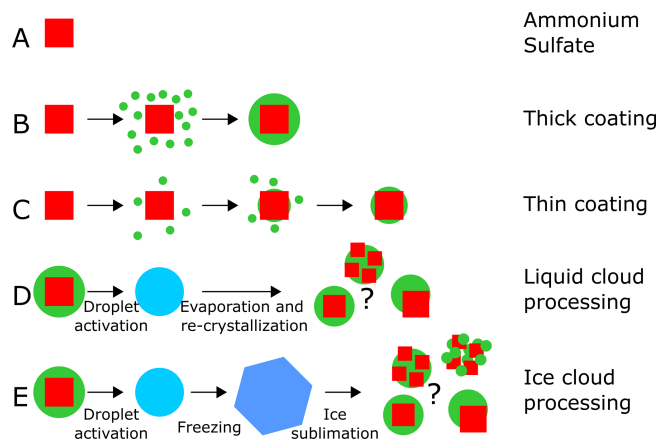 A
Ammonium
Sulfate
B
Thick coating
C
Thin coating
D
Droplet
activation
Evaporation and
re-crystallization
?
Liquid cloud
processing
E
Droplet
activation
Freezing
Ice
sublimation
?
Ice cloud
processing